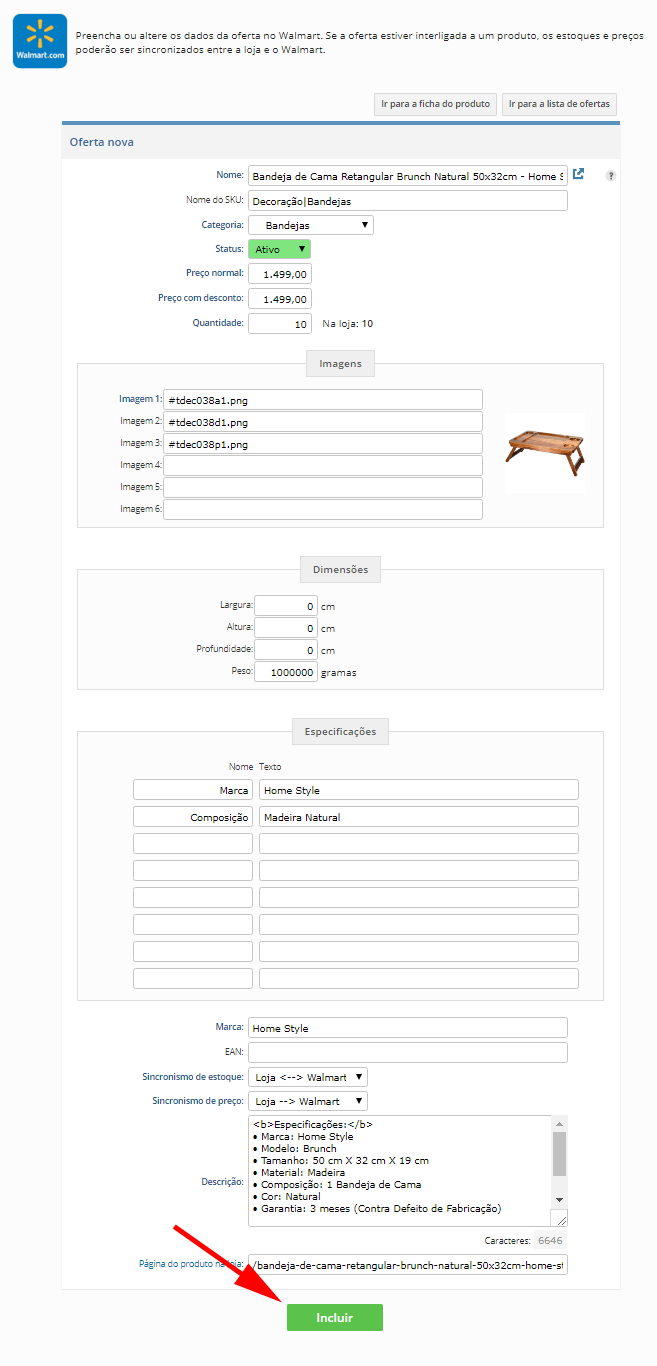 Walmart.com
Preencha ou altere os dados da oferta no Walmart. Se a oferta estiver interligada a um produto, os estoques e preços
poderão ser sincronizados entre a loja e o Walmart.
Ir para a ficha do produto Ir para a lista de ofertas
Oferta nova
Nome: Bandeja de Cama Retangular Brunch Natural 50x32cm - Home S ?
Nome do SKU: Decoração|Bandejas
Categoria: Bandejas
Status: Ativo
Preço normal: 1.499,00
Preço com desconto: 1.499,00
Quantidade: 10 Na loja: 10
Imagens
Imagem 1: #tdec038a1.png
Imagem 2: #tdec038d1.png
Imagem 3: #tdec038p1.png
Imagem 4:
Imagem 5:
Imagem 6:
Dimensões
Largura: 0 cm
Altura: 0 cm
Profundidade: 0 cm
Peso: 1000000 gramas
Especificações
Nome Texto
Marca Home Style
Composição Madeira Natural
Marca: Home Style
EAN:
Sincronismo de estoque: Loja <--> Walmart
Sincronismo de preço: Loja --> Walmart
Descrição:
<b>Especificações:</b>
• Marca: Home Style
• Modelo: Brunch
• Tamanho: 50 cm X 32 cm X 19 cm
• Material: Madeira
• Composição: 1 Bandeja de Cama
• Cor: Natural
• Garantia: 3 meses (Contra Defeito de Fabricação)
Caracteres: 6646
Página do produto na loja: /bandeja-de-cama-retangular-brunch-natural-50x32cm-home-st
Incluir